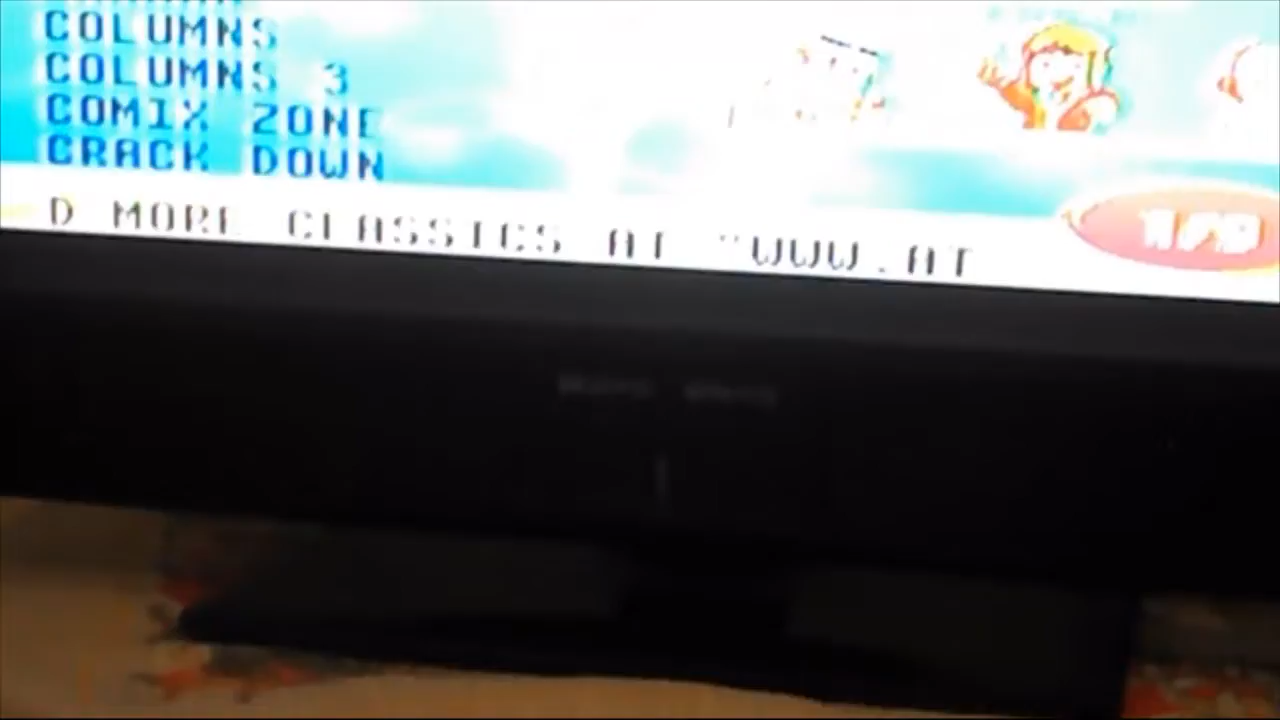 COLUMNS
COLUMNS 3
COMIX ZONE
CRACK DOWN
D MORE CLASSICS AT "WWW.AT